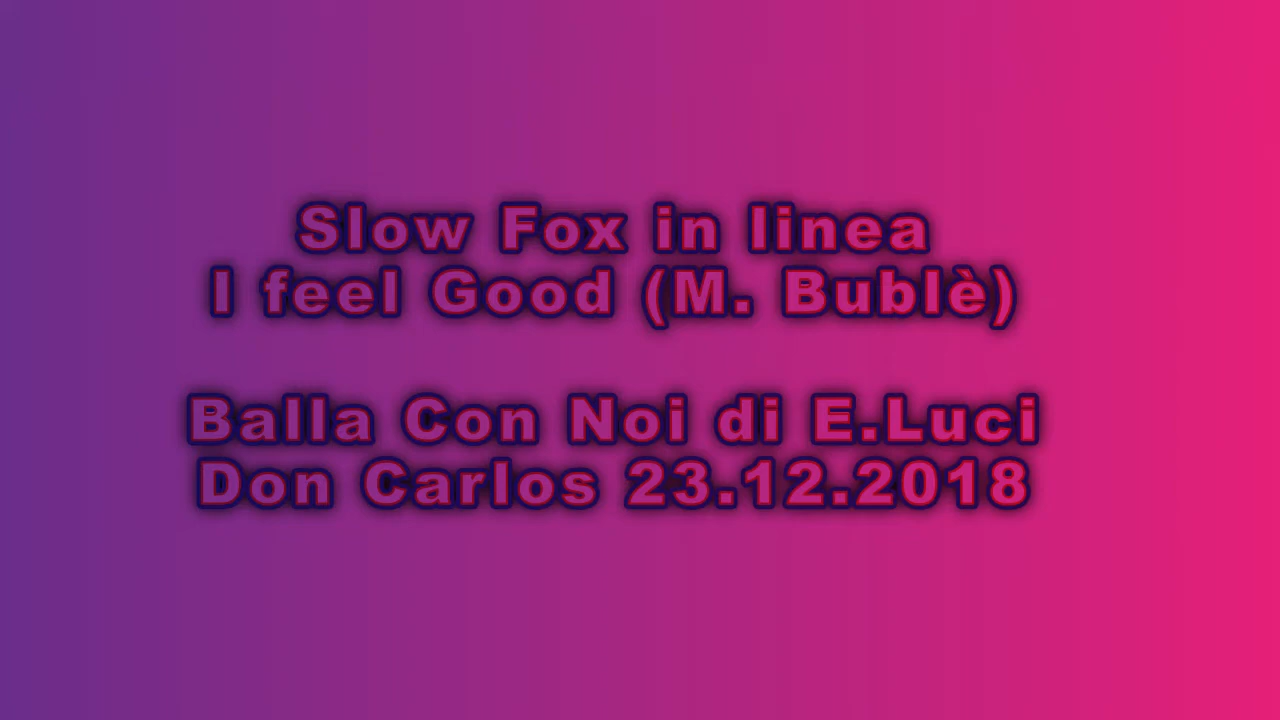 Slow Fox in linea
I feel Good (M. Bublè)
Balla Con Noi di E.Luci
Don Carlos 23.12.2018